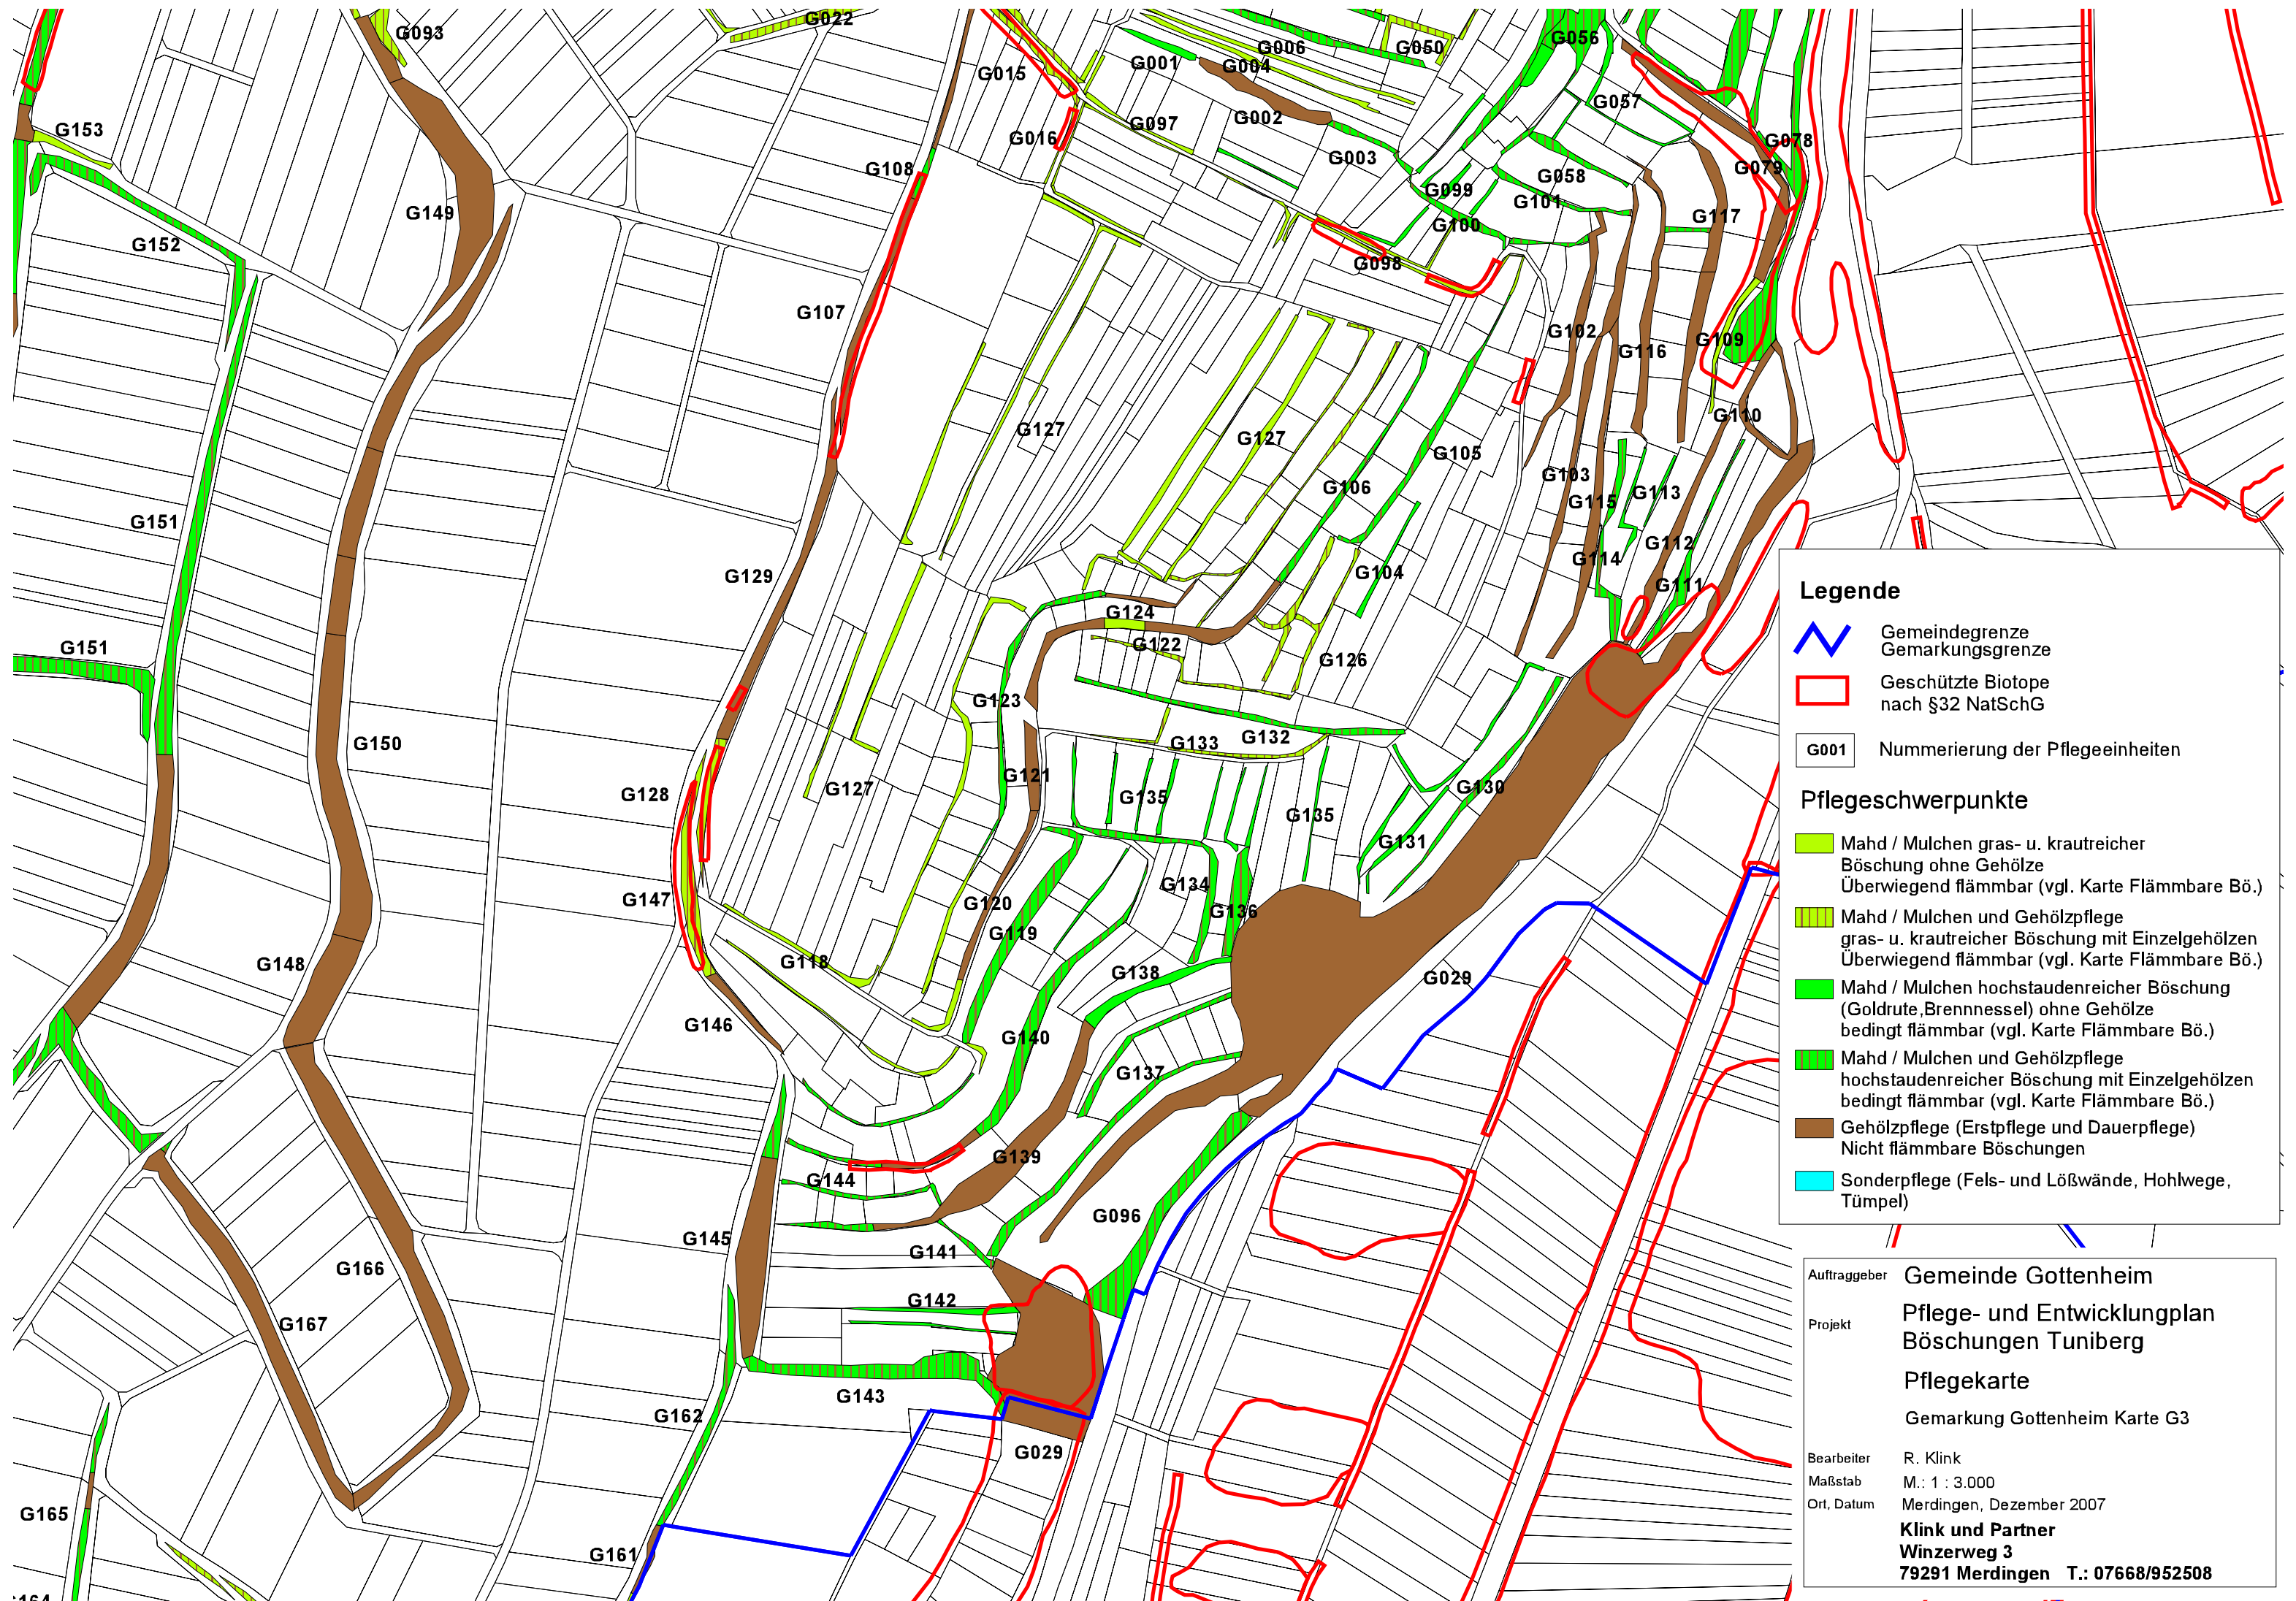 G093
G022
G015
G001
G006
G004
G050
G056
G153
G016
G097
G002
G057
G003
G078
G079
G108
G149
G152
G099
G058
G101
G100
G117
G098
G107
G102
G116
G109
G110
G127
G127
G105
G106
G103
G113
G115
G151
G112
G114
G111
G104
G129
G124
G122
G126
G151
G123
G132
G133
G150
G121
G135
G135
G130
G131
G128
G127
G134
G136
G147
G120
G119
G118
G138
G029
G148
G146
G140
G137
G139
G144
G096
G145
G141
G166
G142
G167
G143
G162
G029
G165
G161
Legende
Gemeindegrenze
Gemarkungsgrenze
Geschützte Biotope
nach §32 NatSchG
G001 Nummerierung der Pflegeeinheiten
Pflegeschwerpunkte
Mahd / Mulchen gras- u. krautreicher
Böschung ohne Gehölze
Überwiegend flämmbar (vgl. Karte Flämmbare Bö.)
Mahd / Mulchen und Gehölzpflege
gras- u. krautreicher Böschung mit Einzelgehölzen
Überwiegend flämmbar (vgl. Karte Flämmbare Bö.)
Mahd / Mulchen hochstaudenreicher Böschung
(Goldrute,Brennnessel) ohne Gehölze
bedingt flämmbar (vgl. Karte Flämmbare Bö.)
Mahd / Mulchen und Gehölzpflege
hochstaudenreicher Böschung mit Einzelgehölzen
bedingt flämmbar (vgl. Karte Flämmbare Bö.)
Gehölzpflege (Erstpflege und Dauerpflege)
Nicht flämmbare Böschungen
Sonderpflege (Fels- und Lößwände, Hohlwege,
Tümpel)
Auftraggeber Gemeinde Gottenheim
Projekt Pflege- und Entwicklungplan
Böschungen Tuniberg
Pflegekarte
Gemarkung Gottenheim Karte G3
Bearbeiter R. Klink
Maßstab M.: 1 : 3.000
Ort, Datum Merdingen, Dezember 2007
Klink und Partner
Winzerweg 3
79291 Merdingen T.: 07668/952508